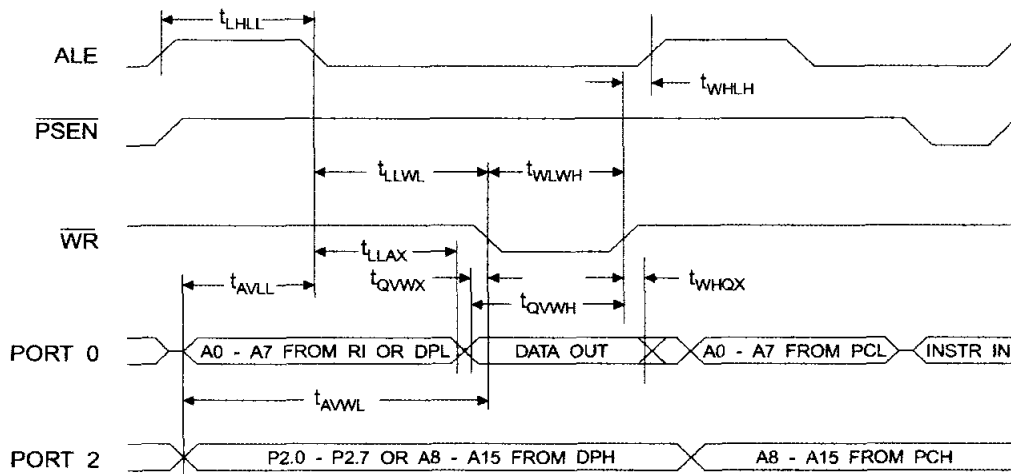 tLHLL
ALE
tWHLH
PSEN
tLLWL
tWLWH
WR
tLLAX
tAVLL
tQVWX
tWHQX
tQVWH
PORT 0
A0 - A7 FROM RI OR DPL
DATA OUT
A0 - A7 FROM PCL
INSTR IN
tAVWL
PORT 2
P2.0 - P2.7 OR A8 - A15 FROM DPH
A8 - A15 FROM PCH